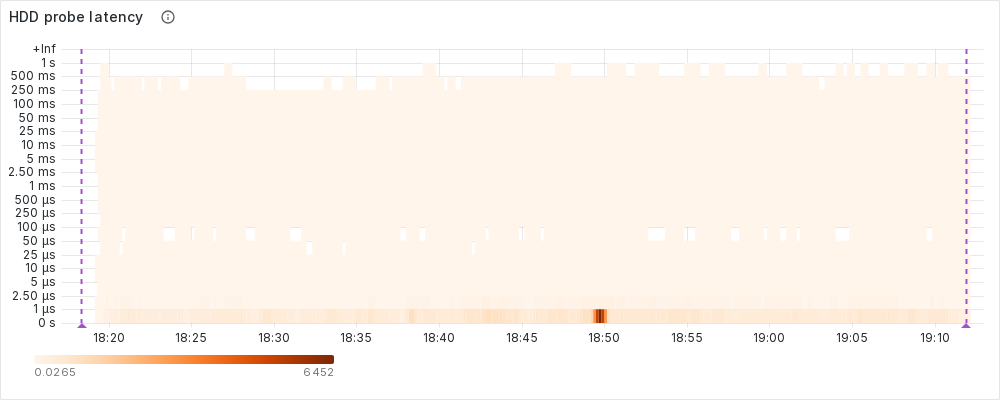 HDD probe latency
+Inf
1 s
500 ms
250 ms
100 ms
50 ms
25 ms
10 ms
5 ms
2.50 ms
1 ms
500 µs
250 µs
100 µs
50 µs
25 µs
10 µs
5 µs
2.50 µs
1 µs
0 s
18:20 18:25 18:30 18:35 18:40 18:45 18:50 18:55 19:00 19:05 19:10
0.0265 6452